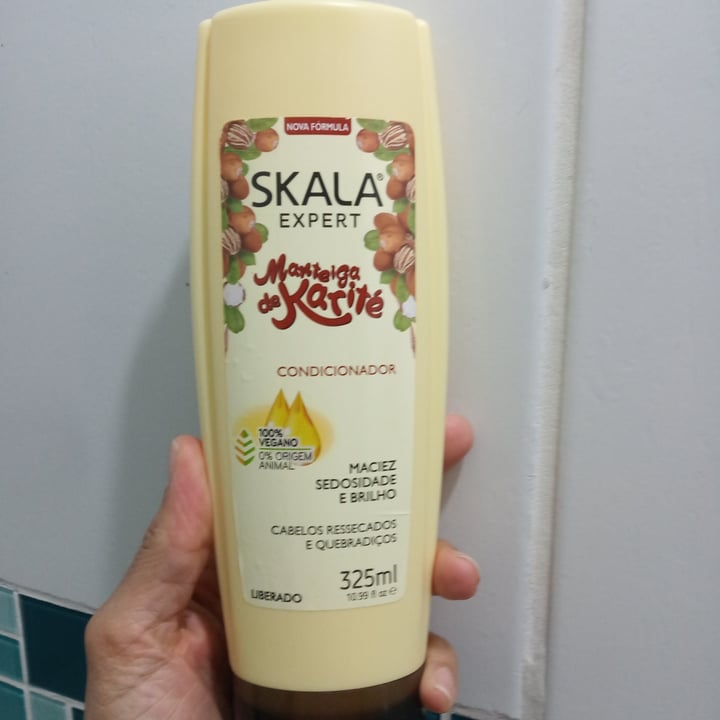 NOVA FÓRMULA
SKALA®
EXPERT
Manteiga
de Karité
CONDICIONADOR
100%
VEGANO
0% ORIGEM
ANIMAL
MACIEZ
SEDOSIDADE
E BRILHO
CABELOS RESSECADOS
E QUEBRADIÇOS
325ml
10.99 fl oz ℮
LIBERADO